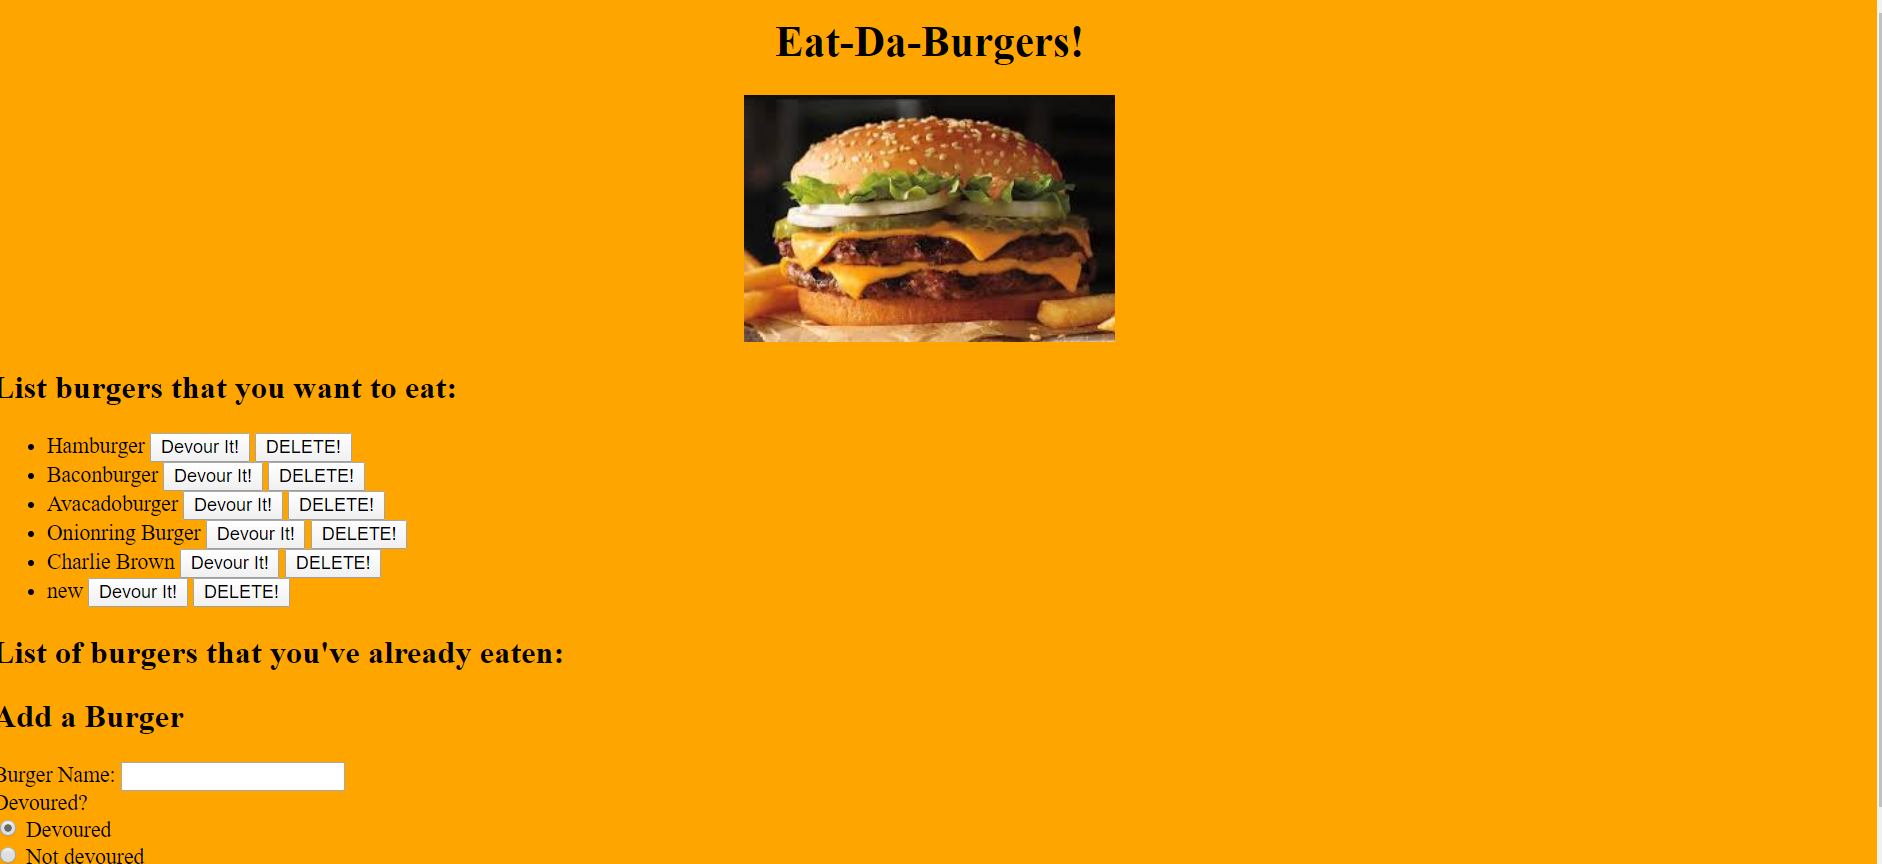 Eat-Da-Burgers!
List burgers that you want to eat:
Hamburger Devour It! DELETE!
Baconburger Devour It! DELETE!
Avacadoburger Devour It! DELETE!
Onionring Burger Devour It! DELETE!
Charlie Brown Devour It! DELETE!
new Devour It! DELETE!
List of burgers that you've already eaten:
Add a Burger
Burger Name:
Devoured?
Devoured
Not devoured